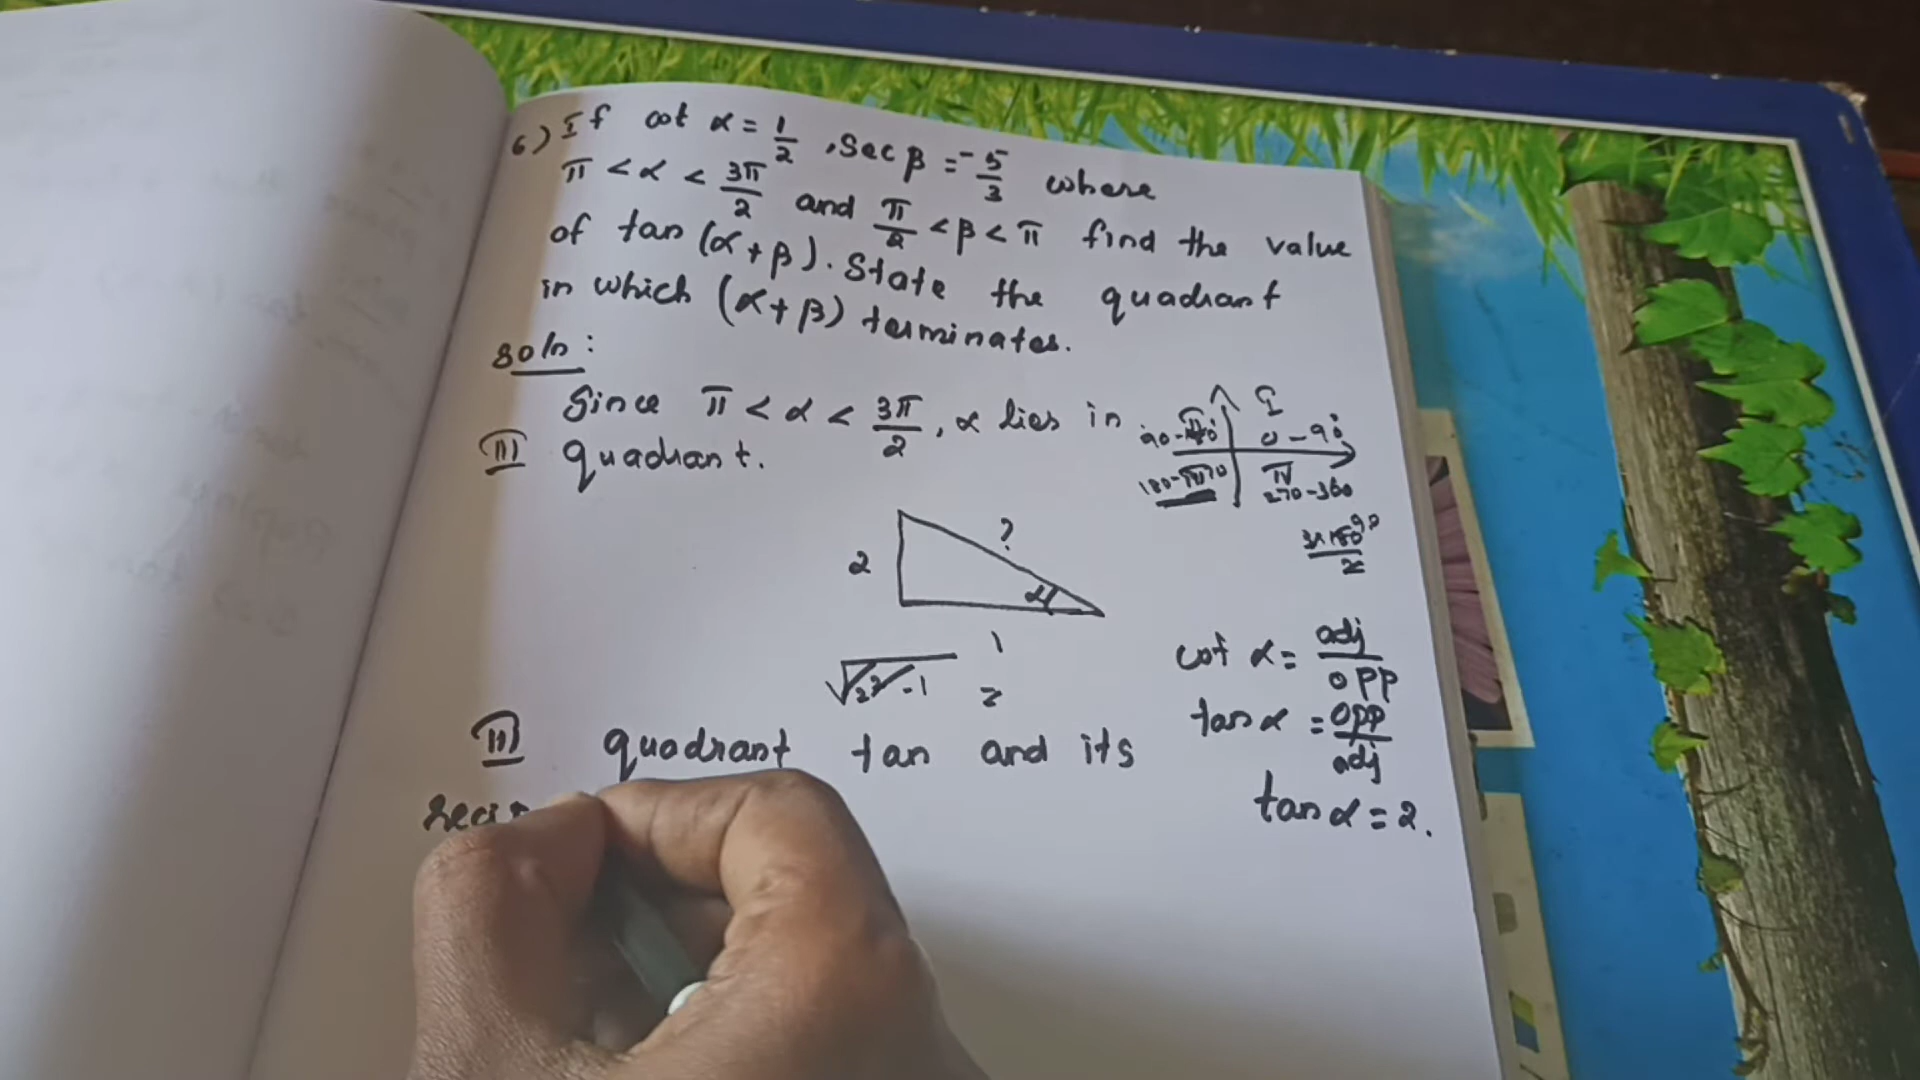 6) If cot α = 1/2, sec β = -5/3 where
π < α < 3π/2 and π/2 < β < π find the value
of tan (α + β). State the quadrant
in which (α + β) terminates.
soln:
Since π < α < 3π/2, α lies in
III quadrant.
I
0 - 90
IV
270 - 360
2
?
α
1
2
cot α = adj/opp
tan α = opp/adj
tan α = 2.
III quadrant tan and its